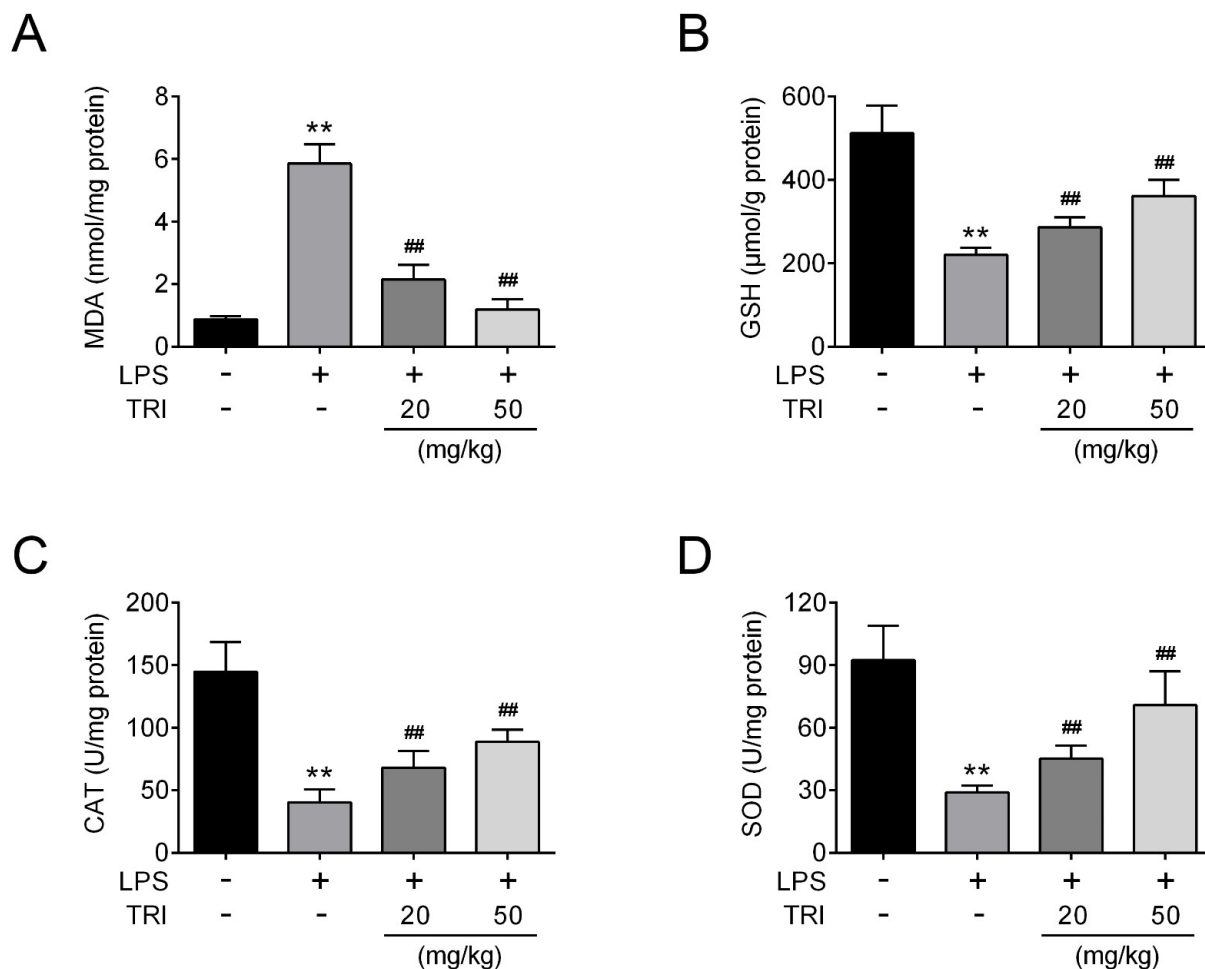 A
MDA (nmol/mg protein)
8
6
4
2
0
**
##
##
LPS - + + +
TRI - - 20 50
(mg/kg)
B
GSH (μmol/g protein)
600
400
200
0
**
##
##
LPS - + + +
TRI - - 20 50
(mg/kg)
C
CAT (U/mg protein)
200
150
100
50
0
**
##
##
LPS - + + +
TRI - - 20 50
(mg/kg)
D
SOD (U/mg protein)
120
90
60
30
0
**
##
##
LPS - + + +
TRI - - 20 50
(mg/kg)